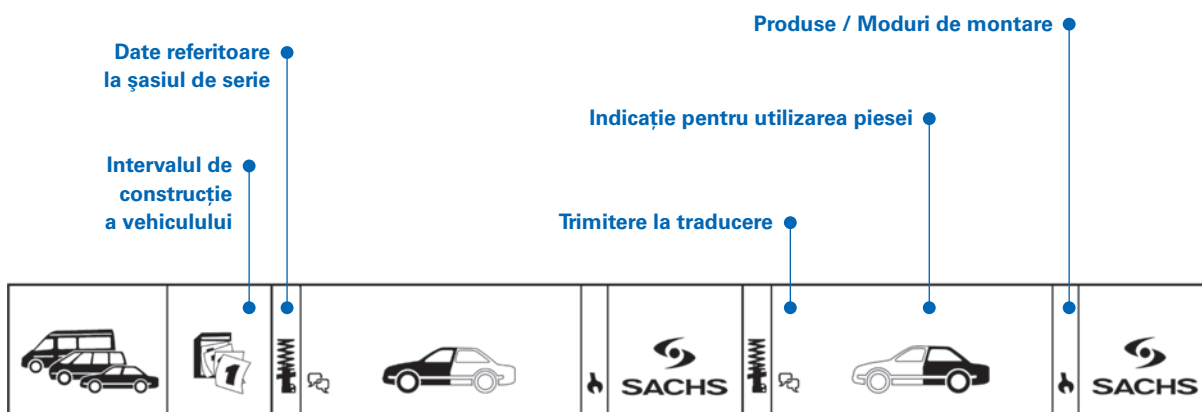 Produse / Moduri de montare
Date referitoare
la şasiul de serie
Indicație pentru utilizarea piesei
Intervalul de
construcție
a vehiculului
Trimitere la traducere
1
SACHS
SACHS